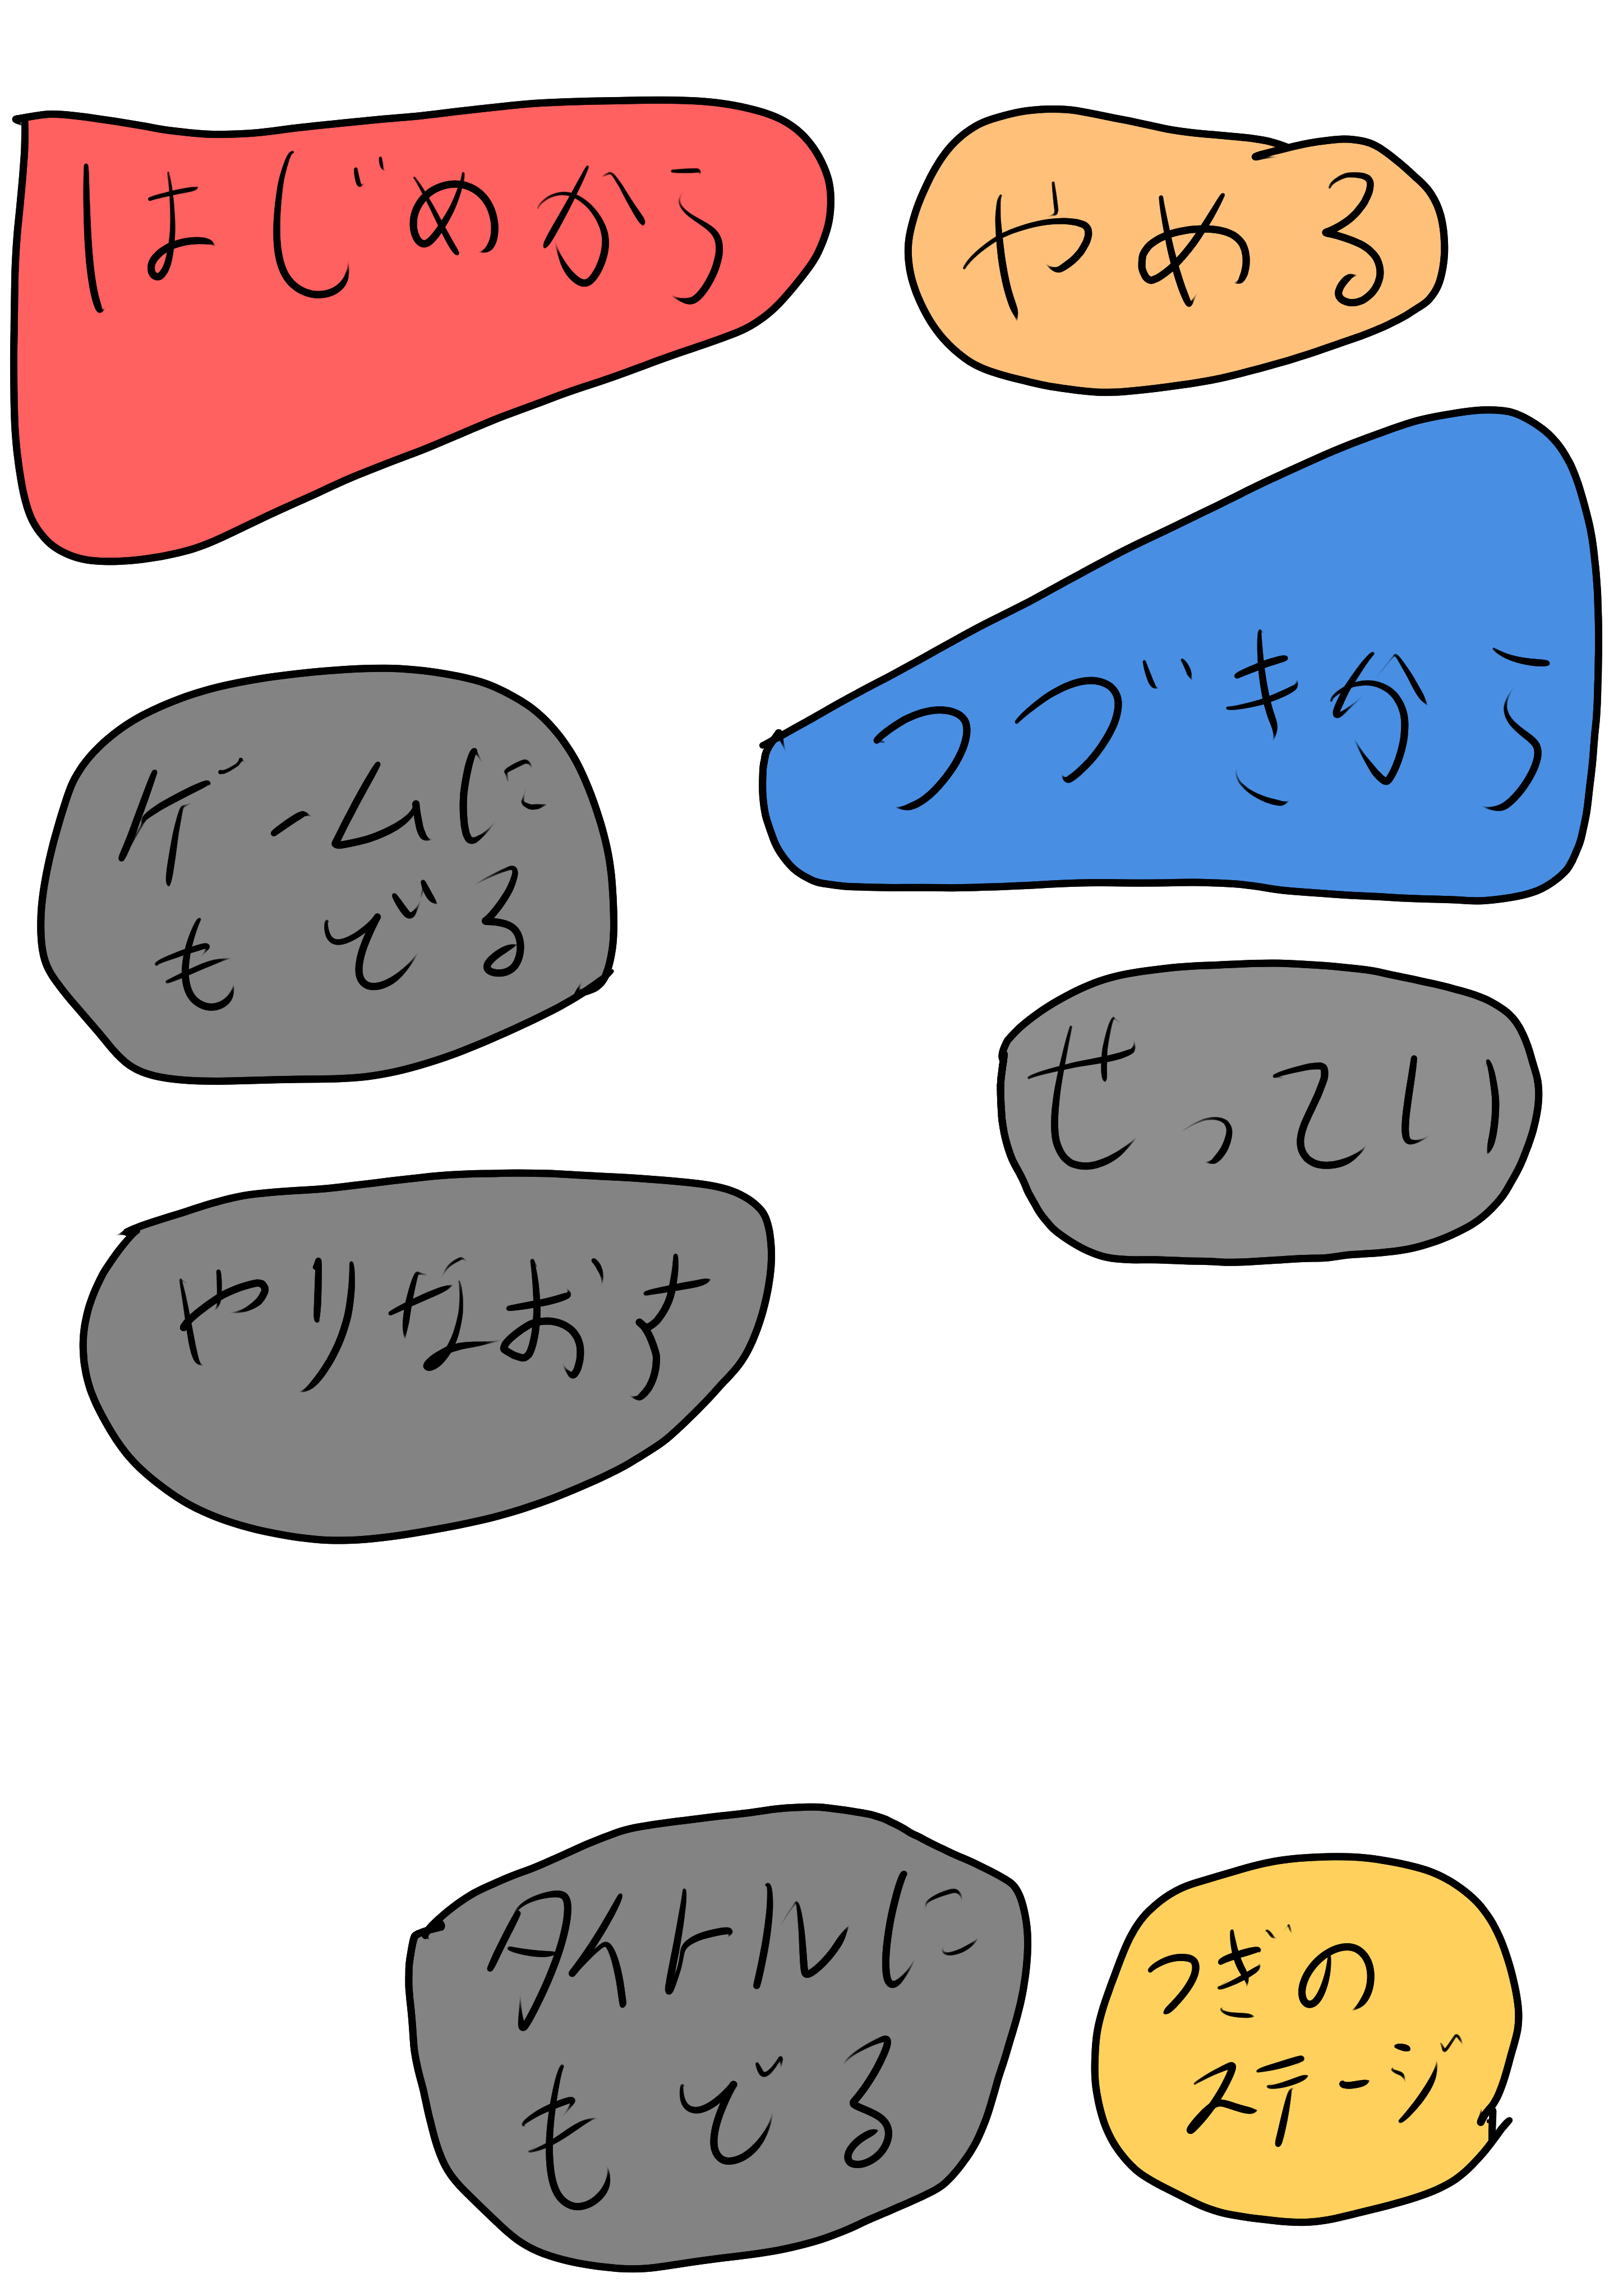 はじめから
やめる
つづきから
ゲームに
もどる
せってい
やりなおす
タイトルに
もどる
つぎの
ステージ